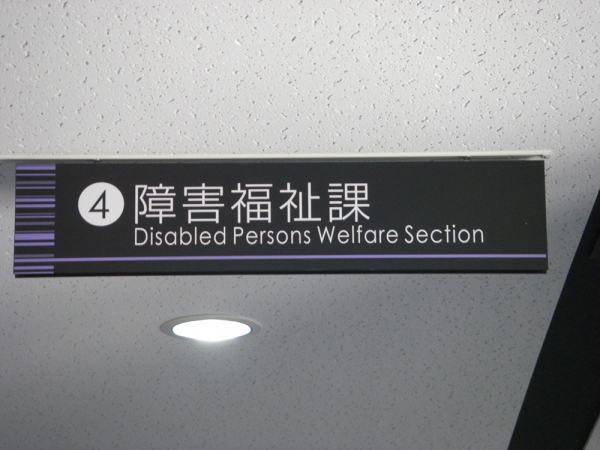 4 障害福祉課
Disabled Persons Welfare Section